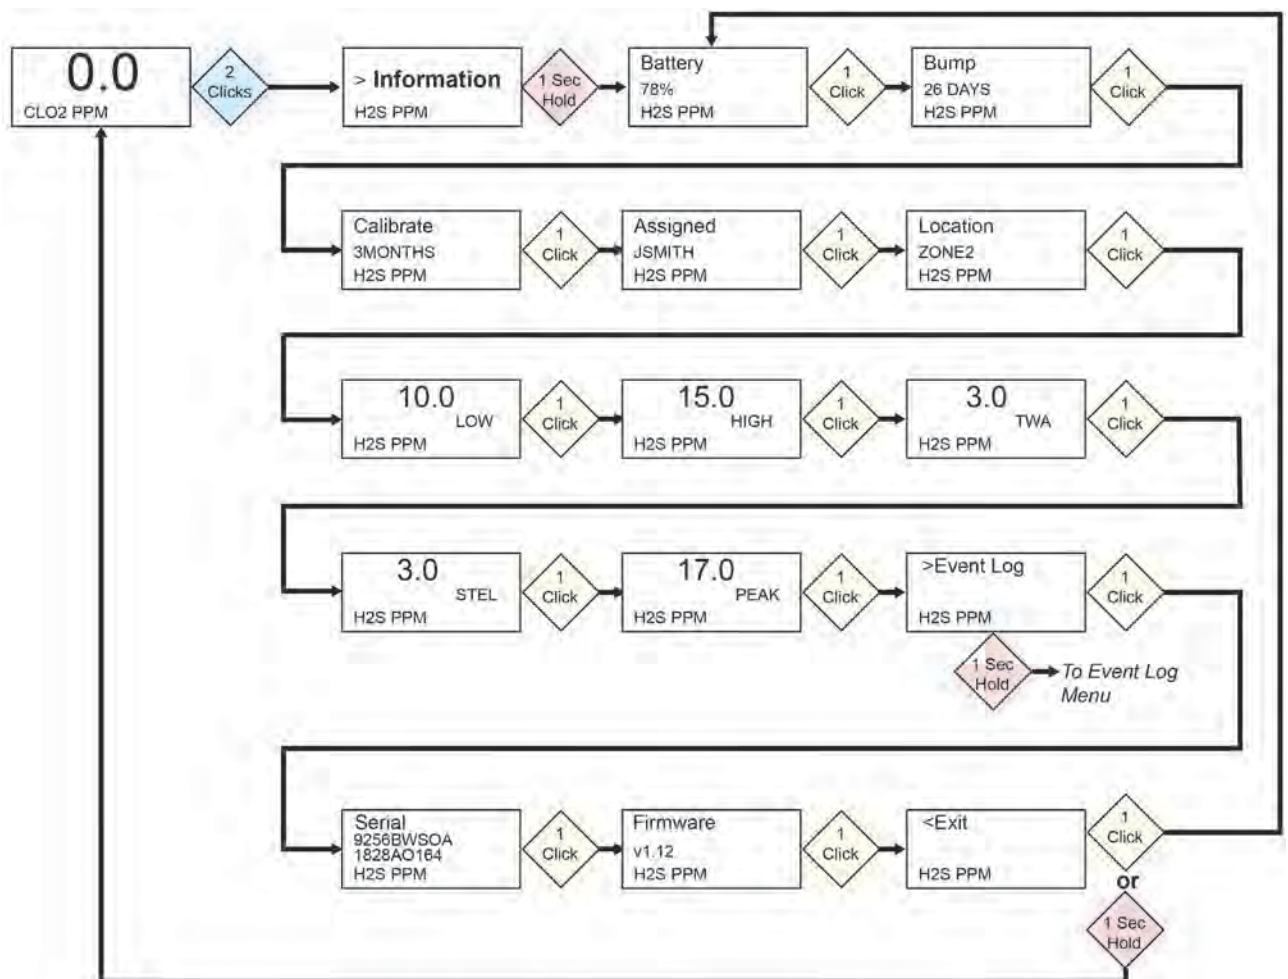 0.0
CLO2 PPM
2
Clicks
> Information
H2S PPM
1 Sec
Hold
Battery
78%
H2S PPM
1
Click
Bump
26 DAYS
H2S PPM
1
Click
Calibrate
3MONTHS
H2S PPM
1
Click
Assigned
JSMITH
H2S PPM
1
Click
Location
ZONE2
H2S PPM
1
Click
10.0
LOW
H2S PPM
1
Click
15.0
HIGH
H2S PPM
1
Click
3.0
TWA
H2S PPM
1
Click
3.0
STEL
H2S PPM
1
Click
17.0
PEAK
H2S PPM
1
Click
>Event Log
H2S PPM
1
Click
1 Sec
Hold
To Event Log
Menu
Serial
9256BWSOA
1828AO164
H2S PPM
1
Click
Firmware
v1.12
H2S PPM
1
Click
<Exit
H2S PPM
1
Click
or
1 Sec
Hold